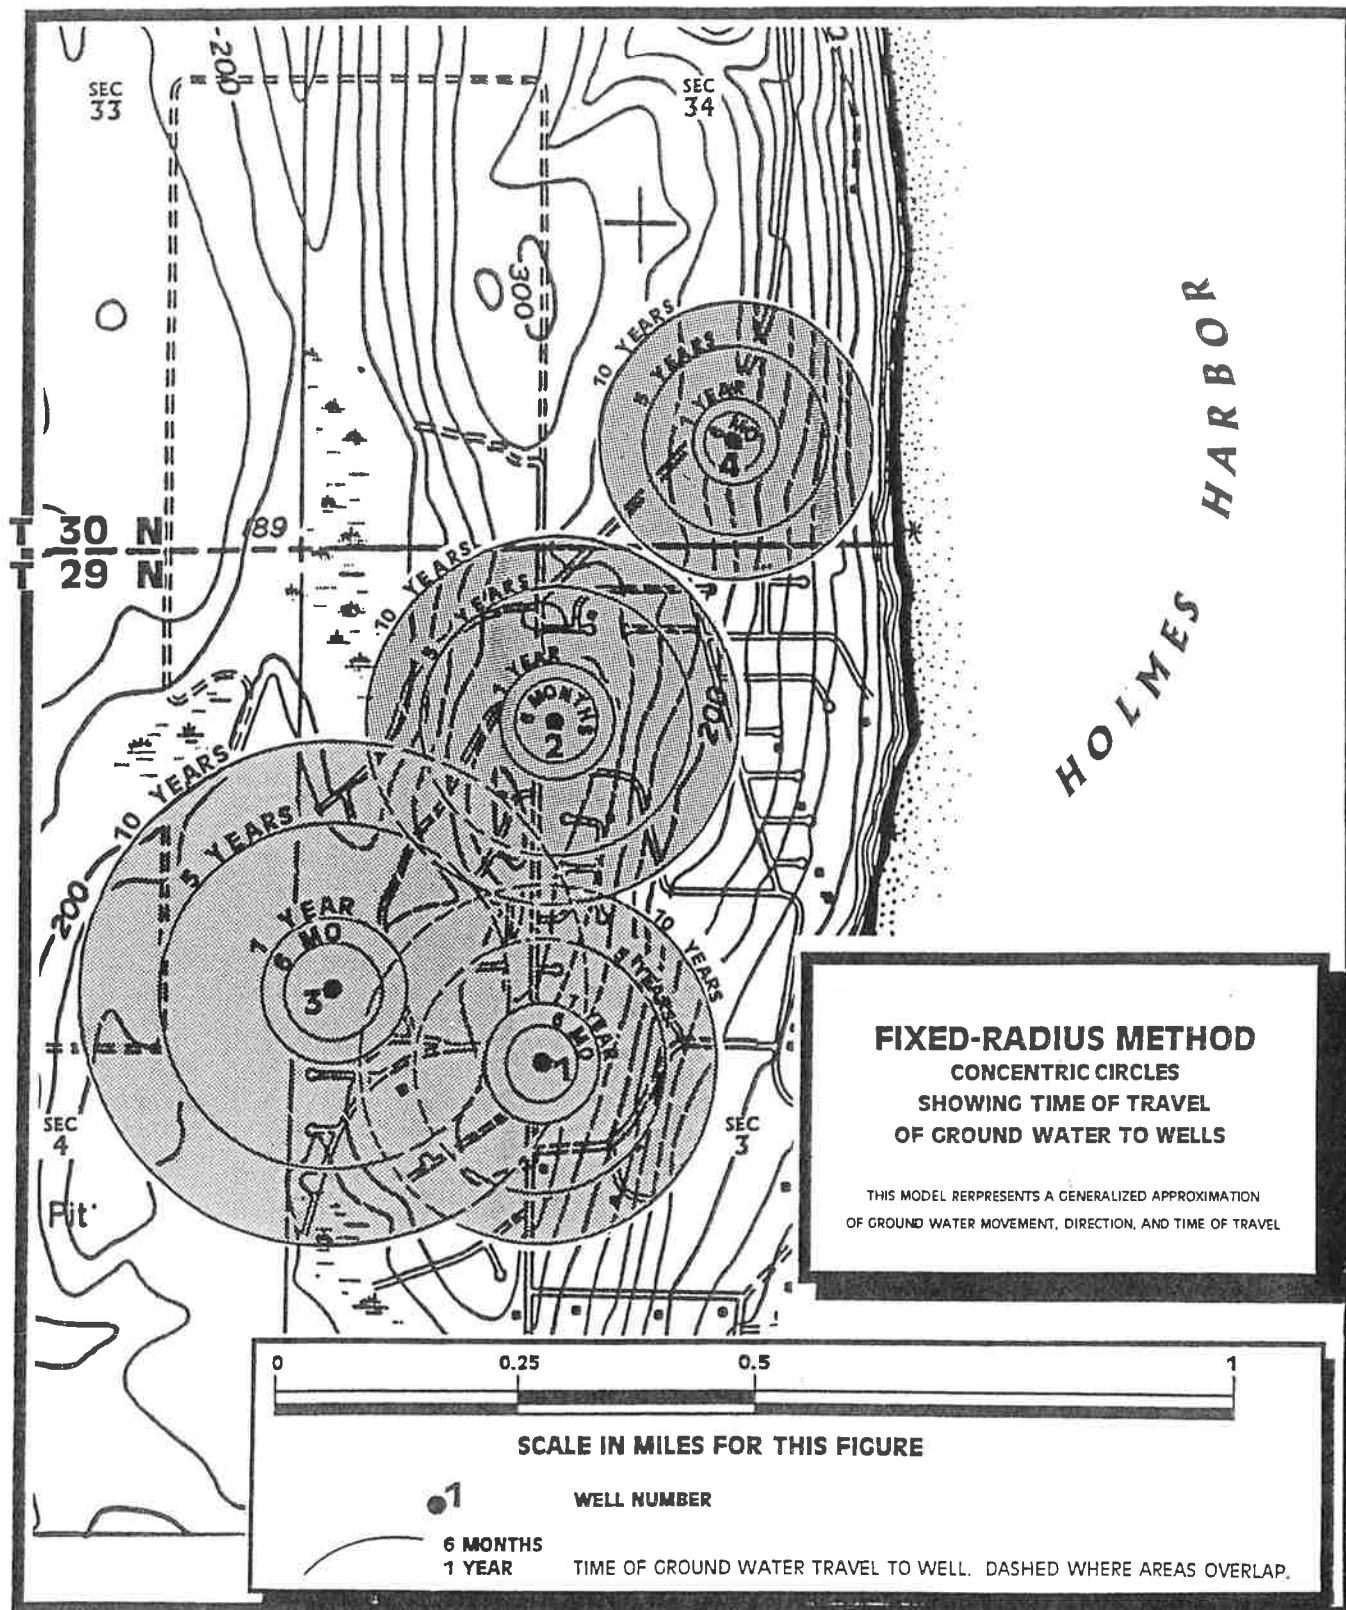 SEC
33
-200
SEC
34
300
10 YEARS
5 YEARS
1 YEAR
6 MO
4
HOLMES HARBOR
T 30 N
T 29 N
189
10 YEARS
5 YEARS
1 YEAR
6 MONTHS
2
200
10 YEARS
5 YEARS
1 YEAR
6 MO
3
200
10 YEARS
5 YEARS
1 YEAR
6 MO
1
SEC
4
SEC
3
Pit
FIXED-RADIUS METHOD
CONCENTRIC CIRCLES
SHOWING TIME OF TRAVEL
OF GROUND WATER TO WELLS
THIS MODEL RERPRESENTS A GENERALIZED APPROXIMATION
OF GROUND WATER MOVEMENT, DIRECTION, AND TIME OF TRAVEL
0 0.25 0.5 1
SCALE IN MILES FOR THIS FIGURE
1 WELL NUMBER
6 MONTHS
1 YEAR TIME OF GROUND WATER TRAVEL TO WELL. DASHED WHERE AREAS OVERLAP.